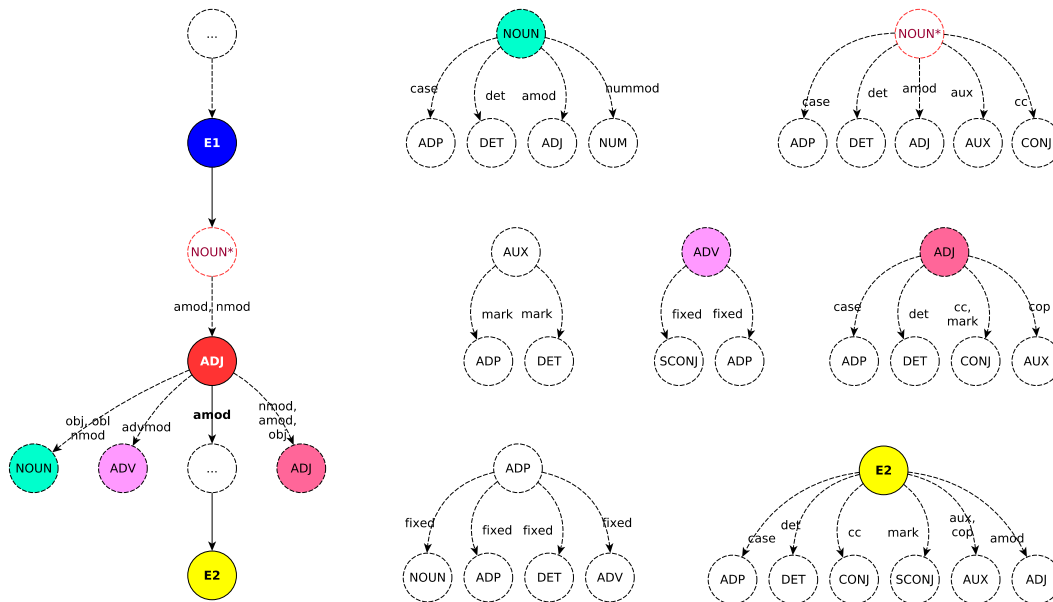 ...
NOUN
NOUN*
case
det
amod
nummod
case
det
amod
aux
cc
E1
ADP
DET
ADJ
NUM
ADP
DET
ADJ
AUX
CONJ
NOUN*
AUX
ADV
ADJ
amod, nmod
mark
mark
fixed
fixed
case
det
cc,
mark
cop
ADJ
ADP
DET
SCONJ
ADP
ADP
DET
CONJ
AUX
obj, obl
nmod
advmod
amod
nmod,
amod,
obj
NOUN
ADV
...
ADJ
ADP
E2
fixed
fixed
fixed
fixed
case
det
cc
mark
aux,
cop
amod
E2
NOUN
ADP
DET
ADV
ADP
DET
CONJ
SCONJ
AUX
ADJ